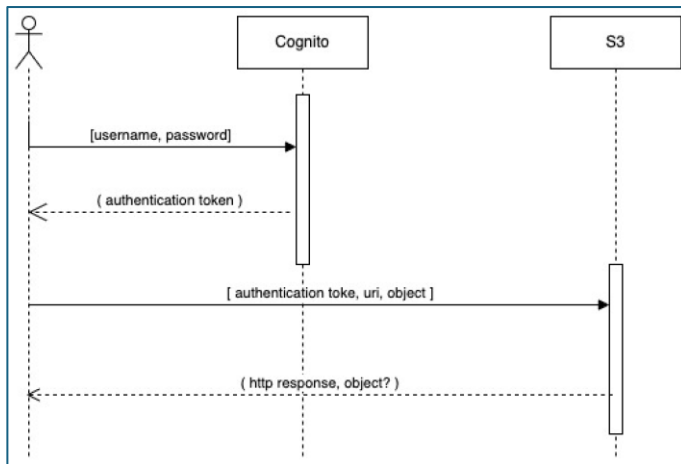 Cognito
S3
[username, password]
( authentication token )
[ authentication toke, uri, object ]
( http response, object? )